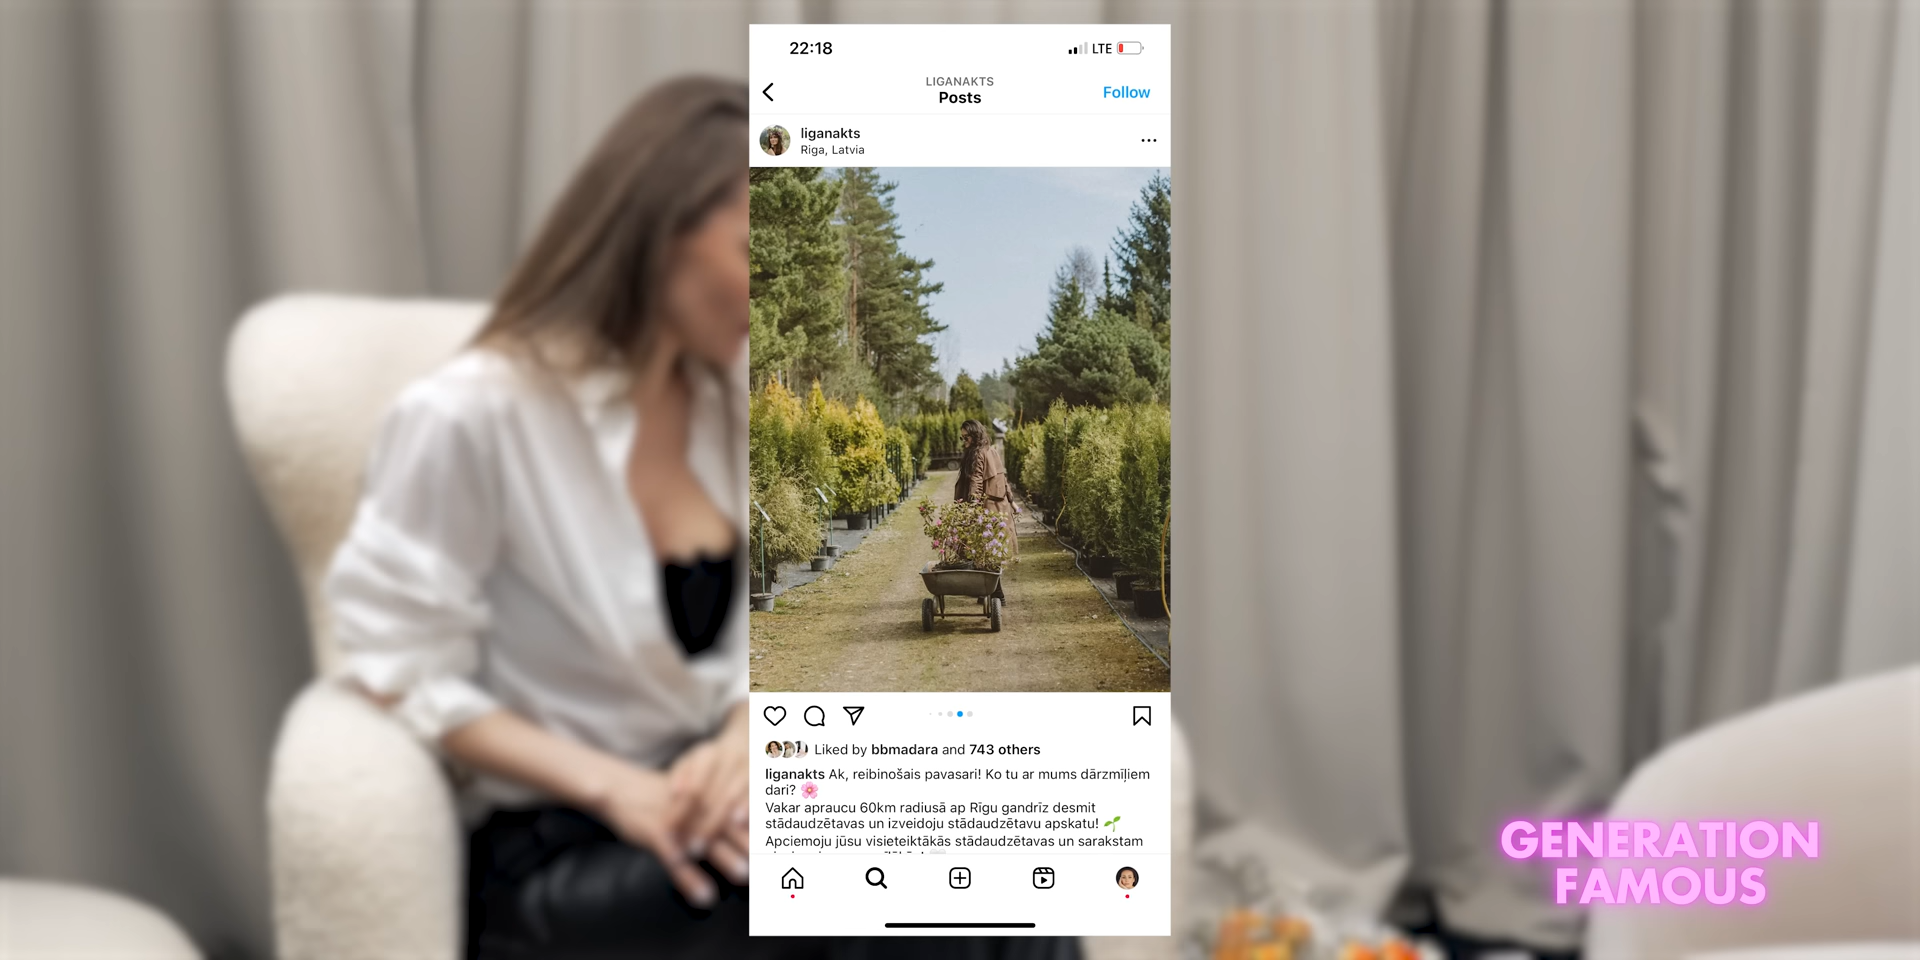 22:18
LTE
LIGANAKTS
Posts
Follow
liganakts
Riga, Latvia
Liked by bbmadara and 743 others
liganakts Ak, reibinošais pavasari! Ko tu ar mums dārzmīļiem
dari? 🌸
Vakar apraucu 60km radiusā ap Rīgu gandrīz desmit
stādaudzētavas un izveidoju stādaudzētavu apskatu! 🌱
Apciemoju jūsu visieteiktākās stādaudzētavas un sarakstam
GENERATION
FAMOUS